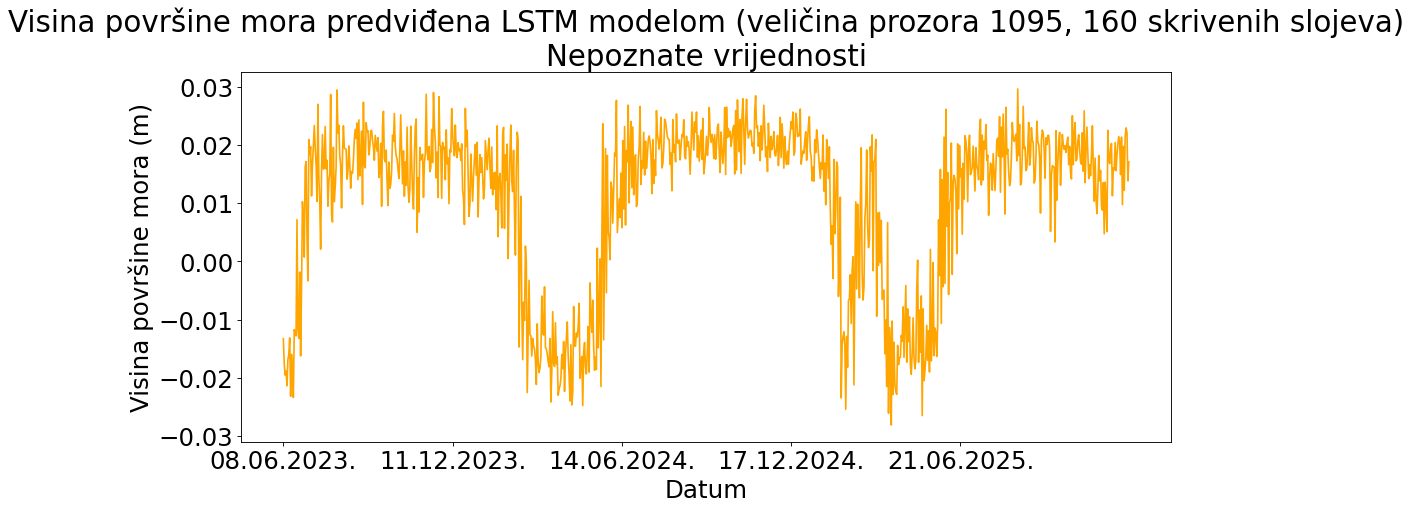 Visina površine mora predviđena LSTM modelom (veličina prozora 1095, 160 skrivenih slojeva)
Nepoznate vrijednosti
Visina površine mora (m)
0.03
0.02
0.01
0.00
−0.01
−0.02
−0.03
08.06.2023. 11.12.2023. 14.06.2024. 17.12.2024. 21.06.2025.
Datum